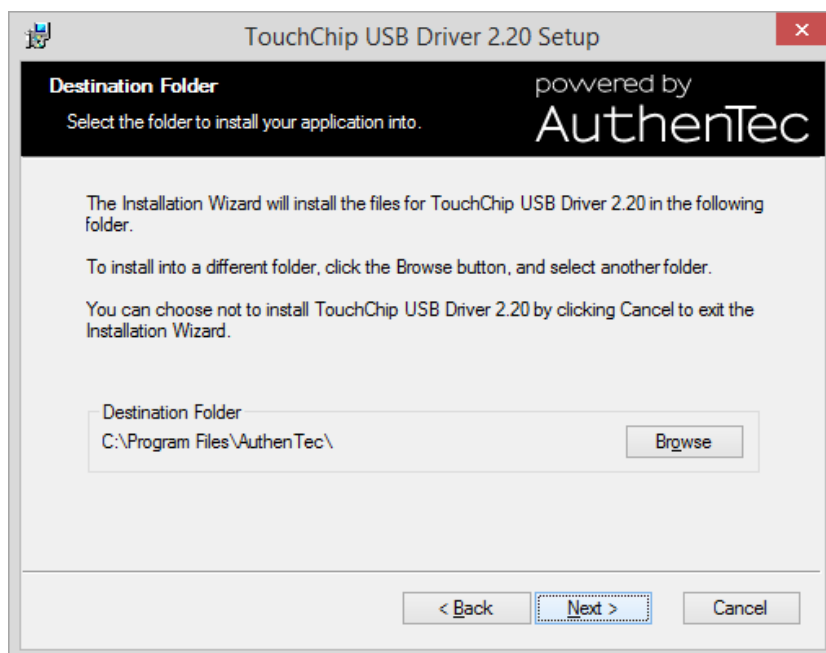 TouchChip USB Driver 2.20 Setup
Destination Folder
Select the folder to install your application into.
powered by
AuthenTec
The Installation Wizard will install the files for TouchChip USB Driver 2.20 in the following
folder.
To install into a different folder, click the Browse button, and select another folder.
You can choose not to install TouchChip USB Driver 2.20 by clicking Cancel to exit the
Installation Wizard.
Destination Folder
C:\Program Files\AuthenTec\
Browse
< Back
Next >
Cancel